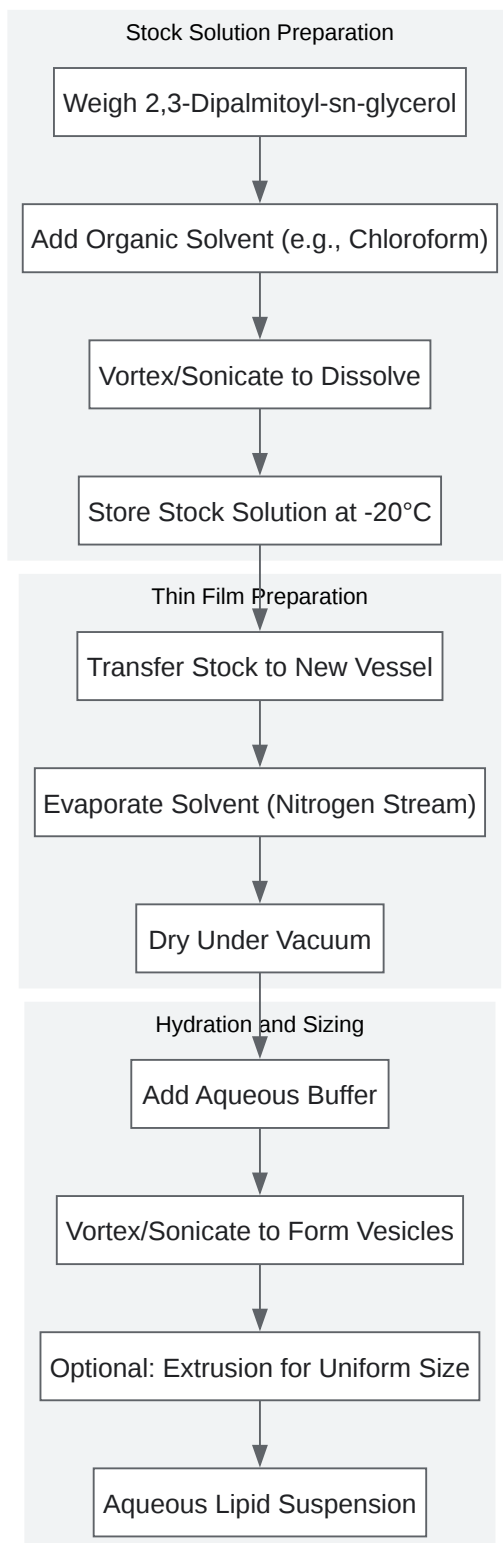 Stock Solution Preparation
Weigh 2,3-Dipalmitoyl-sn-glycerol
Add Organic Solvent (e.g., Chloroform)
Vortex/Sonicate to Dissolve
Store Stock Solution at -20°C
Thin Film Preparation
Transfer Stock to New Vessel
Evaporate Solvent (Nitrogen Stream)
Dry Under Vacuum
Hydration and Sizing
Add Aqueous Buffer
Vortex/Sonicate to Form Vesicles
Optional: Extrusion for Uniform Size
Aqueous Lipid Suspension